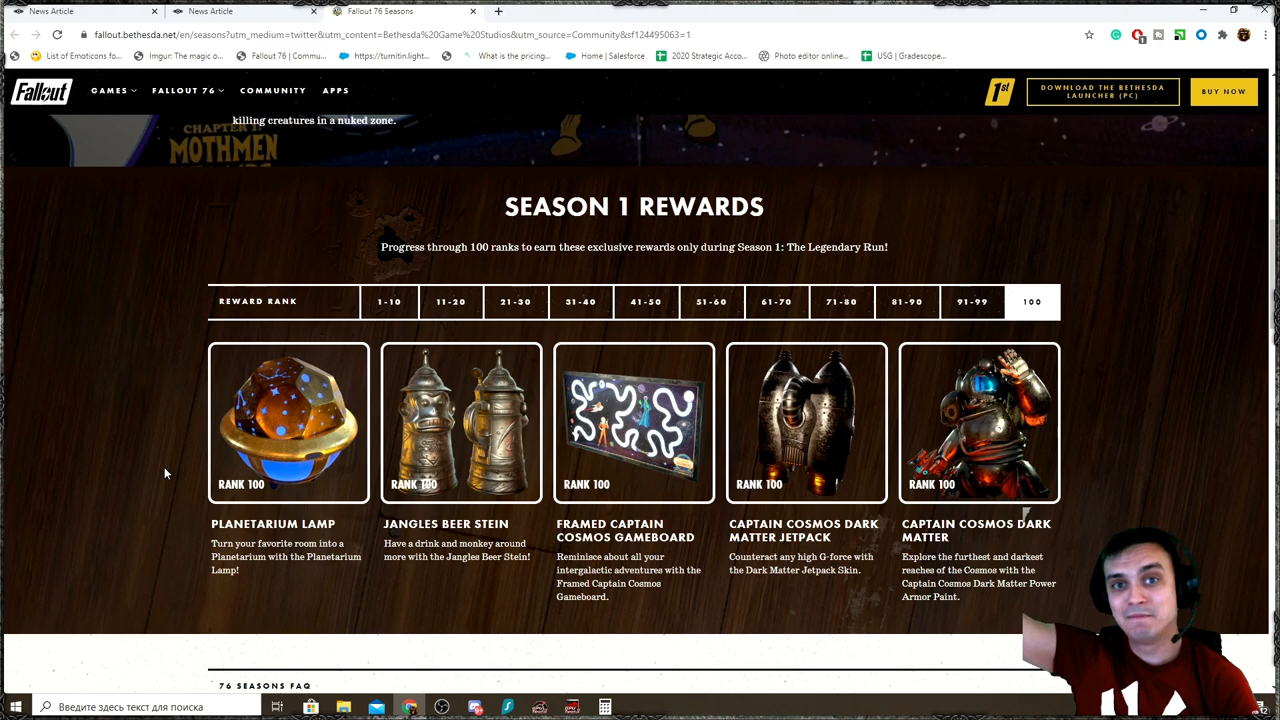 News Article
News Article
Fallout 76 Seasons
fallout.bethesda.net/en/seasons?utm_medium=twitter&utm_content=Bethesda%20Game%20Studios&utm_source=Community&sf124495063=1
List of Emoticons fo...
Imgur: The magic o...
Fallout 76 | Commu...
https://turnitin.light...
What is the pricing...
Home | Salesforce
2020 Strategic Acco...
Photo editor online...
USG | Gradescope...
Fallout
GAMES
FALLOUT 76
COMMUNITY
APPS
1st
DOWNLOAD THE BETHESDA
LAUNCHER (PC)
BUY NOW
killing creatures in a nuked zone.
CHAPTER 1:
MOTHMEN
SEASON 1 REWARDS
Progress through 100 ranks to earn these exclusive rewards only during Season 1: The Legendary Run!
REWARD RANK
1-10
11-20
21-30
31-40
41-50
51-60
61-70
71-80
81-90
91-99
100
RANK 100
RANK 100
RANK 100
RANK 100
RANK 100
PLANETARIUM LAMP
Turn your favorite room into a
Planetarium with the Planetarium
Lamp!
JANGLES BEER STEIN
Have a drink and monkey around
more with the Jangles Beer Stein!
FRAMED CAPTAIN
COSMOS GAMEBOARD
Reminisce about all your
intergalactic adventures with the
Framed Captain Cosmos
Gameboard.
CAPTAIN COSMOS DARK
MATTER JETPACK
Counteract any high G-force with
the Dark Matter Jetpack Skin.
CAPTAIN COSMOS DARK
MATTER
Explore the furthest and darkest
reaches of the Cosmos with the
Captain Cosmos Dark Matter Power
Armor Paint.
76 SEASONS FAQ
Введите здесь текст для поиска